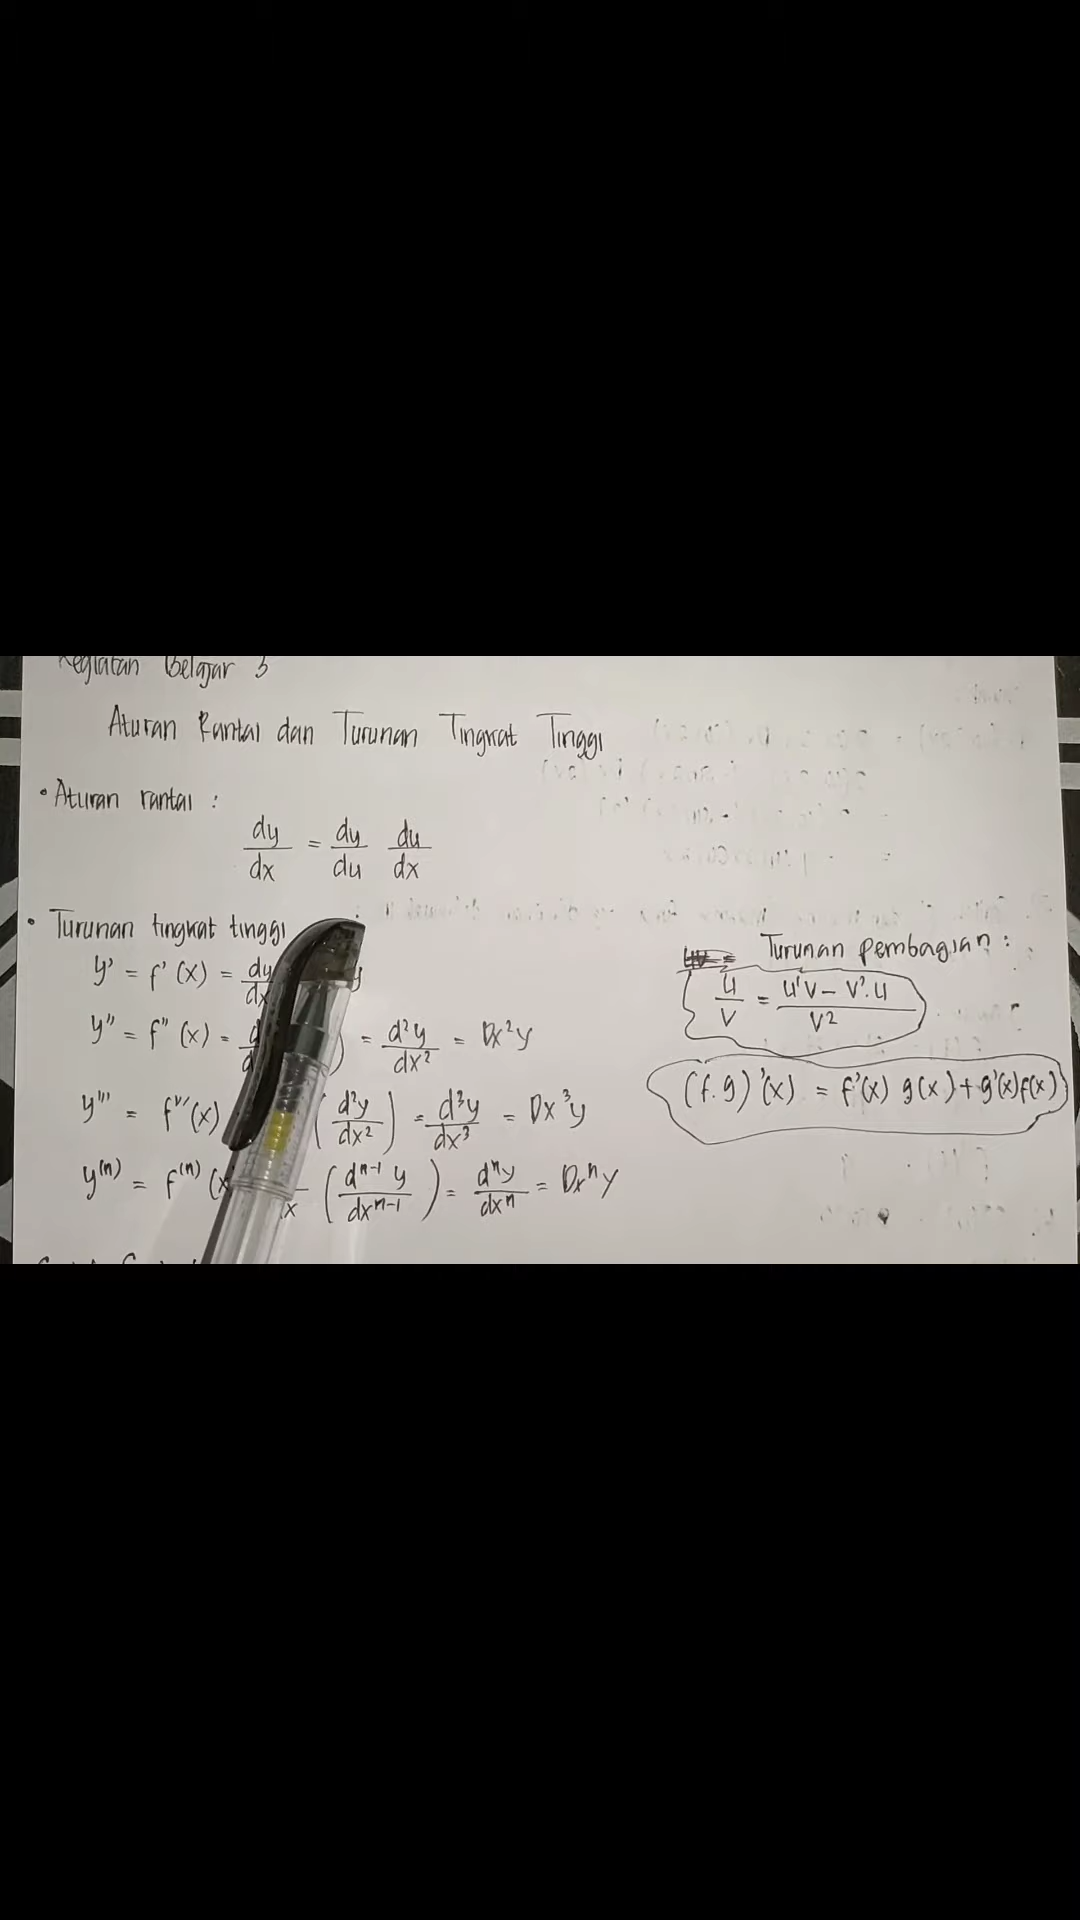 Kegiatan Belajar 3
Aturan Rantai dan Turunan Tingkat Tinggi
• Aturan rantai :
dy/dx = dy/du du/dx
• Turunan tingkat tinggi :
y' = f'(x) = dy/dx y
y'' = f''(x) = ) = d²y/dx² = Dx²y
y''' = f'''(x) (d²y/dx²) = d³y/dx³ = Dx³y
y⁽ⁿ⁾ = f⁽ⁿ⁾(x x (dⁿ⁻¹y/dxⁿ⁻¹) = dⁿy/dxⁿ = Dxⁿy
Turunan pembagian :
u/v = u'v - v'.u/v²
(f.g)'(x) = f'(x) g(x) + g'(x)f(x)